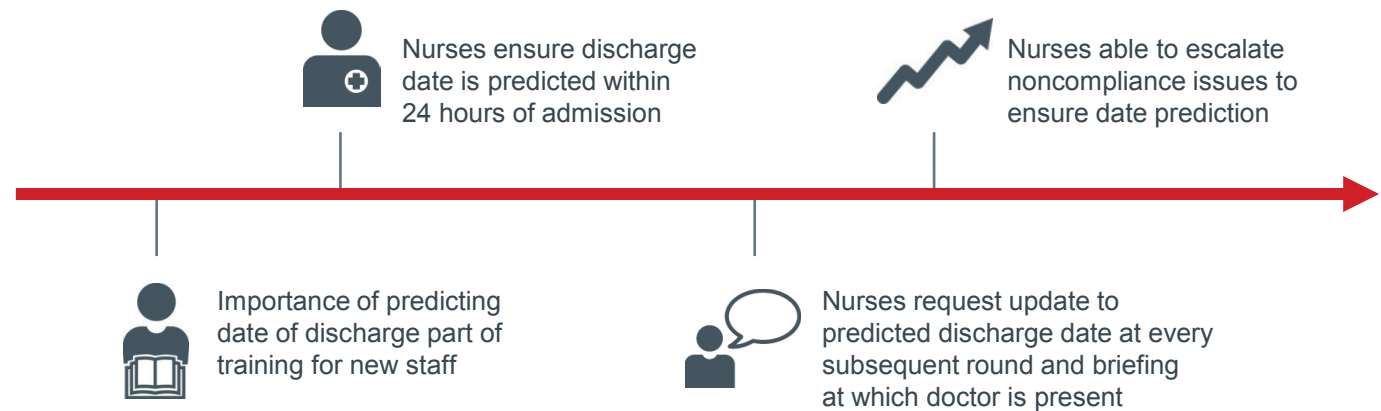 Nurses ensure discharge
date is predicted within
24 hours of admission
Nurses able to escalate
noncompliance issues to
ensure date prediction
Importance of predicting
date of discharge part of
training for new staff
Nurses request update to
predicted discharge date at every
subsequent round and briefing
at which doctor is present